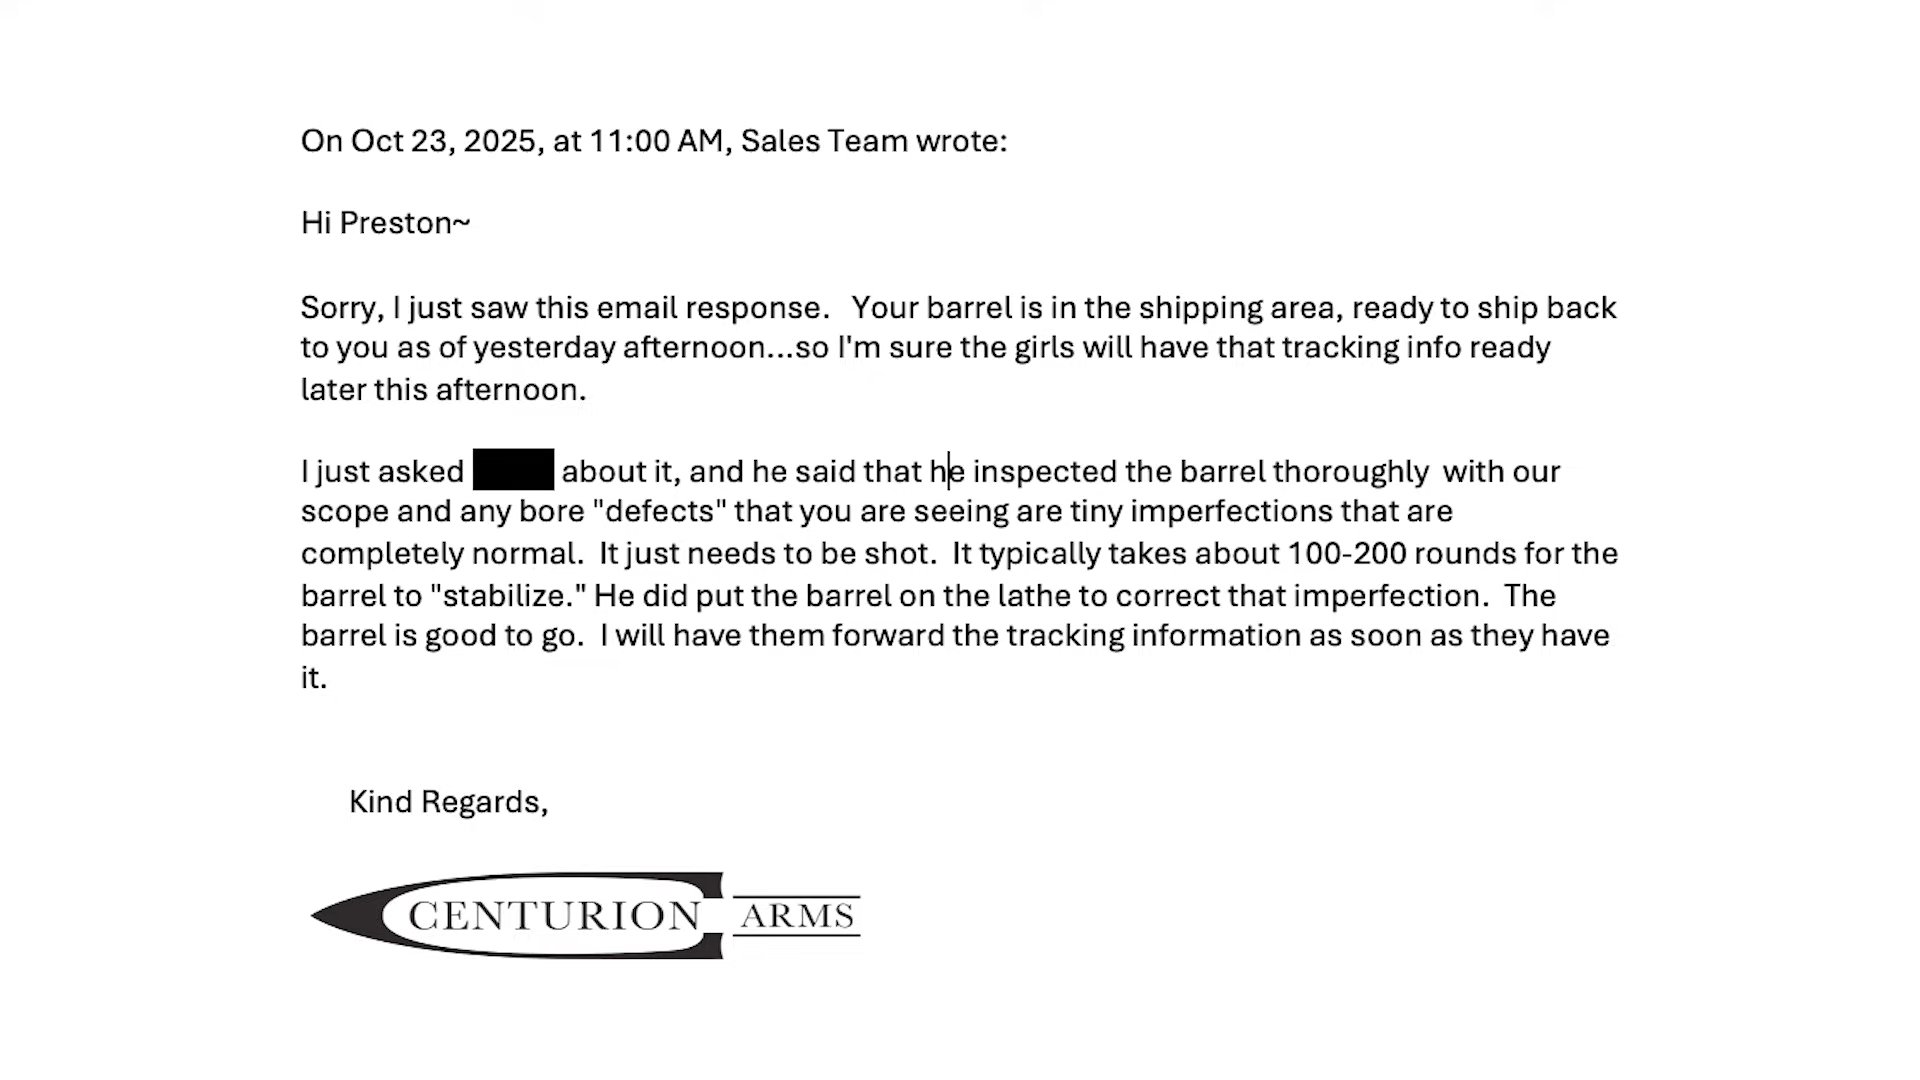 On Oct 23, 2025, at 11:00 AM, Sales Team wrote:
Hi Preston~
Sorry, I just saw this email response.   Your barrel is in the shipping area, ready to ship back
to you as of yesterday afternoon...so I'm sure the girls will have that tracking info ready
later this afternoon.
I just asked about it, and he said that he inspected the barrel thoroughly  with our
scope and any bore "defects" that you are seeing are tiny imperfections that are
completely normal.  It just needs to be shot.  It typically takes about 100-200 rounds for the
barrel to "stabilize." He did put the barrel on the lathe to correct that imperfection.  The
barrel is good to go.  I will have them forward the tracking information as soon as they have
it.
Kind Regards,
CENTURION ARMS